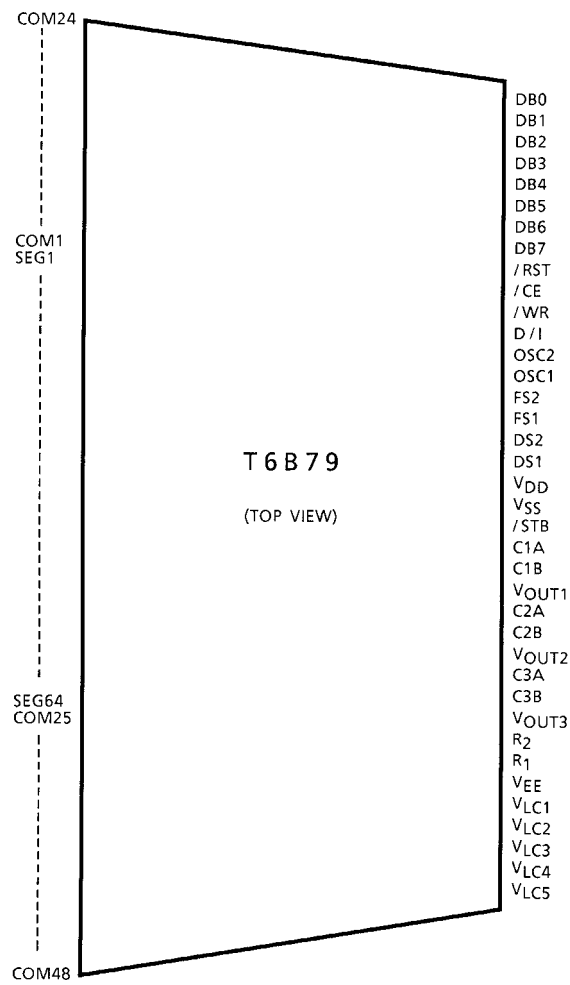 COM24
COM1
SEG1
SEG64
COM25
COM48
T6B79
(TOP VIEW)
DB0
DB1
DB2
DB3
DB4
DB5
DB6
DB7
/RST
/CE
/WR
D/I
OSC2
OSC1
FS2
FS1
DS2
DS1
VDD
VSS
/STB
C1A
C1B
VOUT1
C2A
C2B
VOUT2
C3A
C3B
VOUT3
R2
R1
VEE
VLC1
VLC2
VLC3
VLC4
VLC5